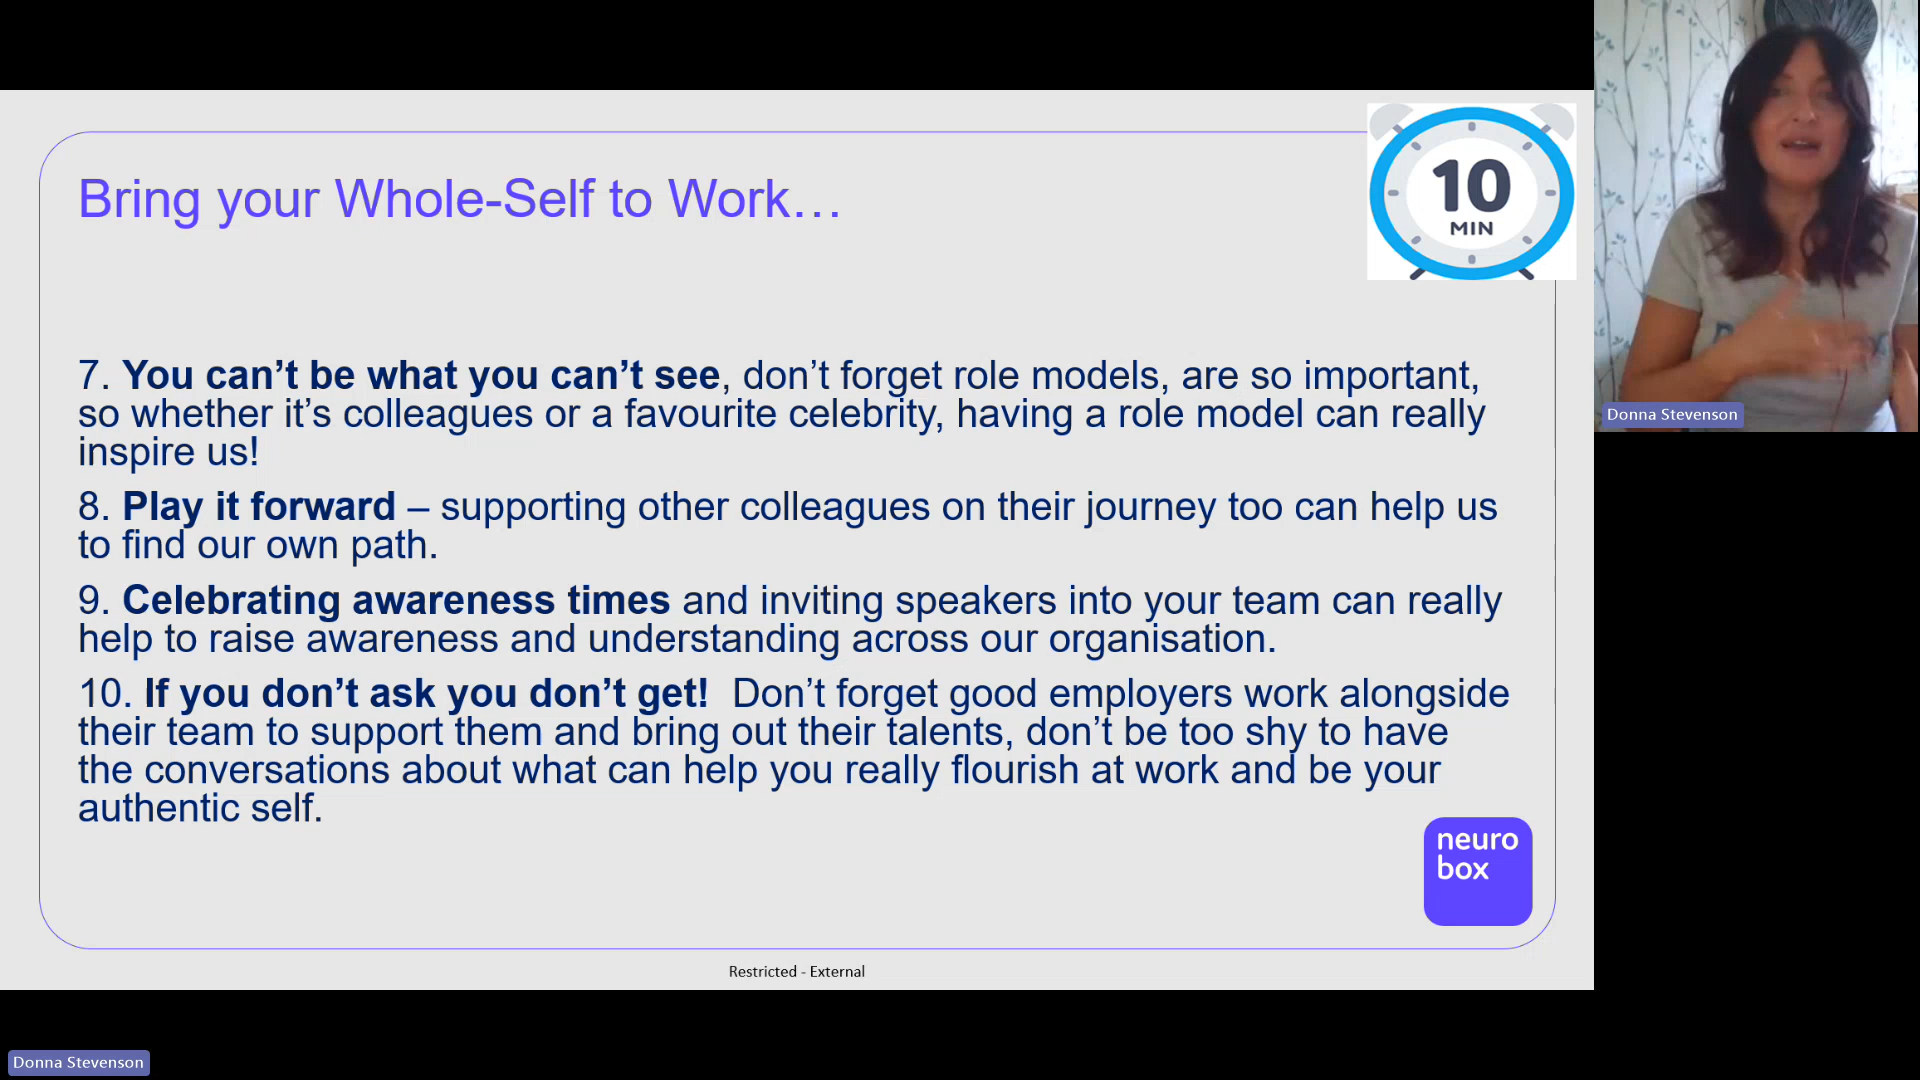 Bring your Whole-Self to Work…
10
MIN
7. You can’t be what you can’t see, don’t forget role models, are so important,
so whether it’s colleagues or a favourite celebrity, having a role model can really
inspire us!
8. Play it forward – supporting other colleagues on their journey too can help us
to find our own path.
9. Celebrating awareness times and inviting speakers into your team can really
help to raise awareness and understanding across our organisation.
10. If you don’t ask you don’t get!  Don’t forget good employers work alongside
their team to support them and bring out their talents, don’t be too shy to have
the conversations about what can help you really flourish at work and be your
authentic self.
neuro
box
Restricted - External
Donna Stevenson
Donna Stevenson